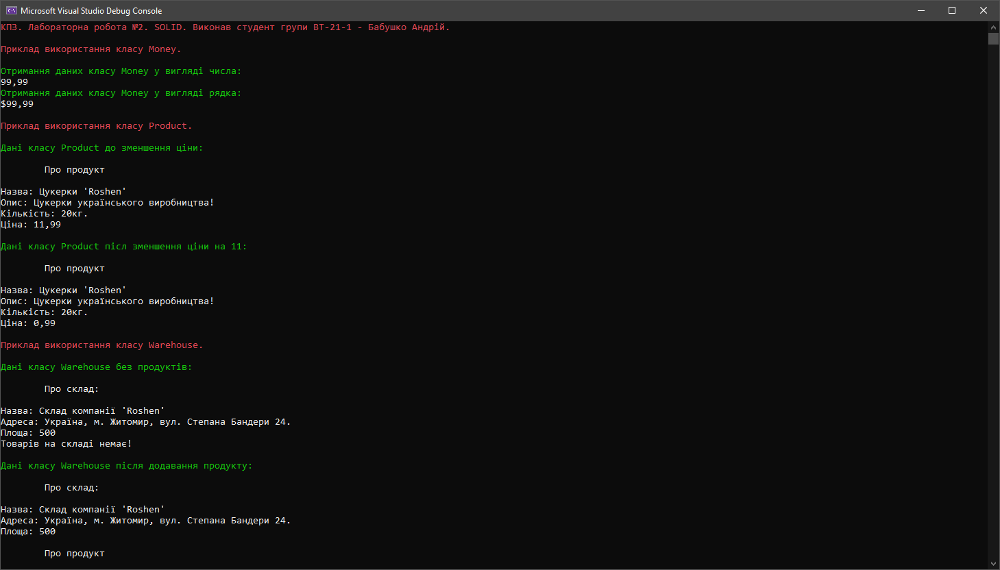 Microsoft Visual Studio Debug Console
КПЗ. Лабораторна робота №2. SOLID. Виконав студент групи ВТ-21-1 - Бабушко Андрій.
Приклад використання класу Money.
Отримання даних класу Money у вигляді числа:
99,99
Отримання даних класу Money у вигляді рядка:
$99,99
Приклад використання класу Product.
Дані класу Product до зменшення ціни:
Про продукт
Назва: Цукерки 'Roshen'
Опис: Цукерки українського виробництва!
Кількість: 20кг.
Ціна: 11,99
Дані класу Product післ зменшення ціни на 11:
Про продукт
Назва: Цукерки 'Roshen'
Опис: Цукерки українського виробництва!
Кількість: 20кг.
Ціна: 0,99
Приклад використання класу Warehouse.
Дані класу Warehouse без продуктів:
Про склад:
Назва: Склад компанії 'Roshen'
Адреса: Україна, м. Житомир, вул. Степана Бандери 24.
Площа: 500
Товарів на складі немає!
Дані класу Warehouse після додавання продукту:
Про склад:
Назва: Склад компанії 'Roshen'
Адреса: Україна, м. Житомир, вул. Степана Бандери 24.
Площа: 500
Про продукт